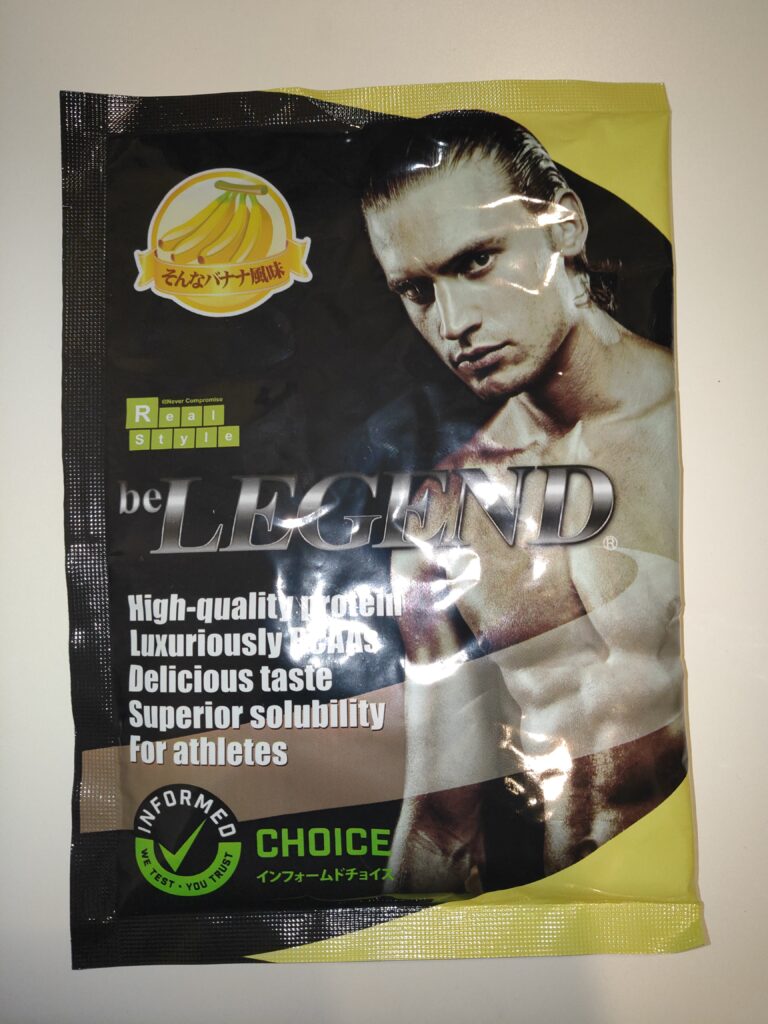 そんなバナナ風味
®Never Compromise
Real
Style
be LEGEND®
High-quality protein
Luxuriously BCAAs
Delicious taste
Superior solubility
For athletes
INFORMED
WE TEST • YOU TRUST
CHOICE
インフォームドチョイス